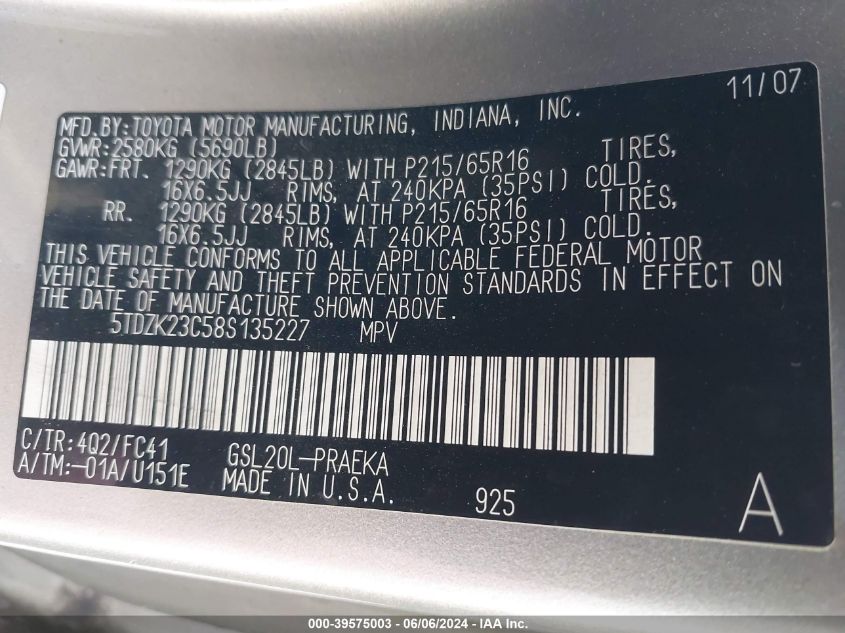 11/07
MFD.BY:TOYOTA MOTOR MANUFACTURING, INDIANA, INC.
GVWR:2580KG (5690LB)
GAWR:FRT. 1290KG (2845LB) WITH P215/65R16 TIRES,
16X6.5JJ RIMS, AT 240KPA (35PSI) COLD.
RR. 1290KG (2845LB) WITH P215/65R16 TIRES,
16X6.5JJ RIMS, AT 240KPA (35PSI) COLD.
THIS VEHICLE CONFORMS TO ALL APPLICABLE FEDERAL MOTOR
VEHICLE SAFETY AND THEFT PREVENTION STANDARDS IN EFFECT ON
THE DATE OF MANUFACTURE SHOWN ABOVE.
5TDZK23C58S135227 MPV
C/TR:4Q2/FC41 GSL20L-PRAEKA
A/TM:-01A/U151E MADE IN U.S.A. 925 A
000-39575003 - 06/06/2024 - IAA Inc.